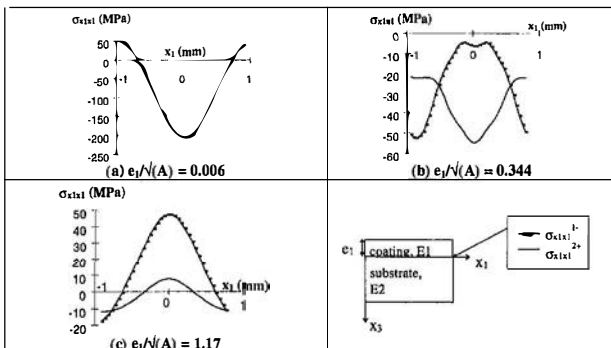 σx1x1 (MPa)
50
0
-50
-100
-150
-200
-250
x1 (mm)
-1
0
1
(a) e1/√(A) = 0.006
σx1x1 (MPa)
0
-10
-20
-30
-40
-50
-60
x1 (mm)
-1
0
1
(b) e1/√(A) = 0.344
σx1x1 (MPa)
50
40
30
20
10
0
-10
-20
x1 (mm)
-1
0
1
(c) e1/√(A) = 1.17
e1
coating, E1
substrate,
E2
x1
x3
σx1x1 1-
σx1x1 2+